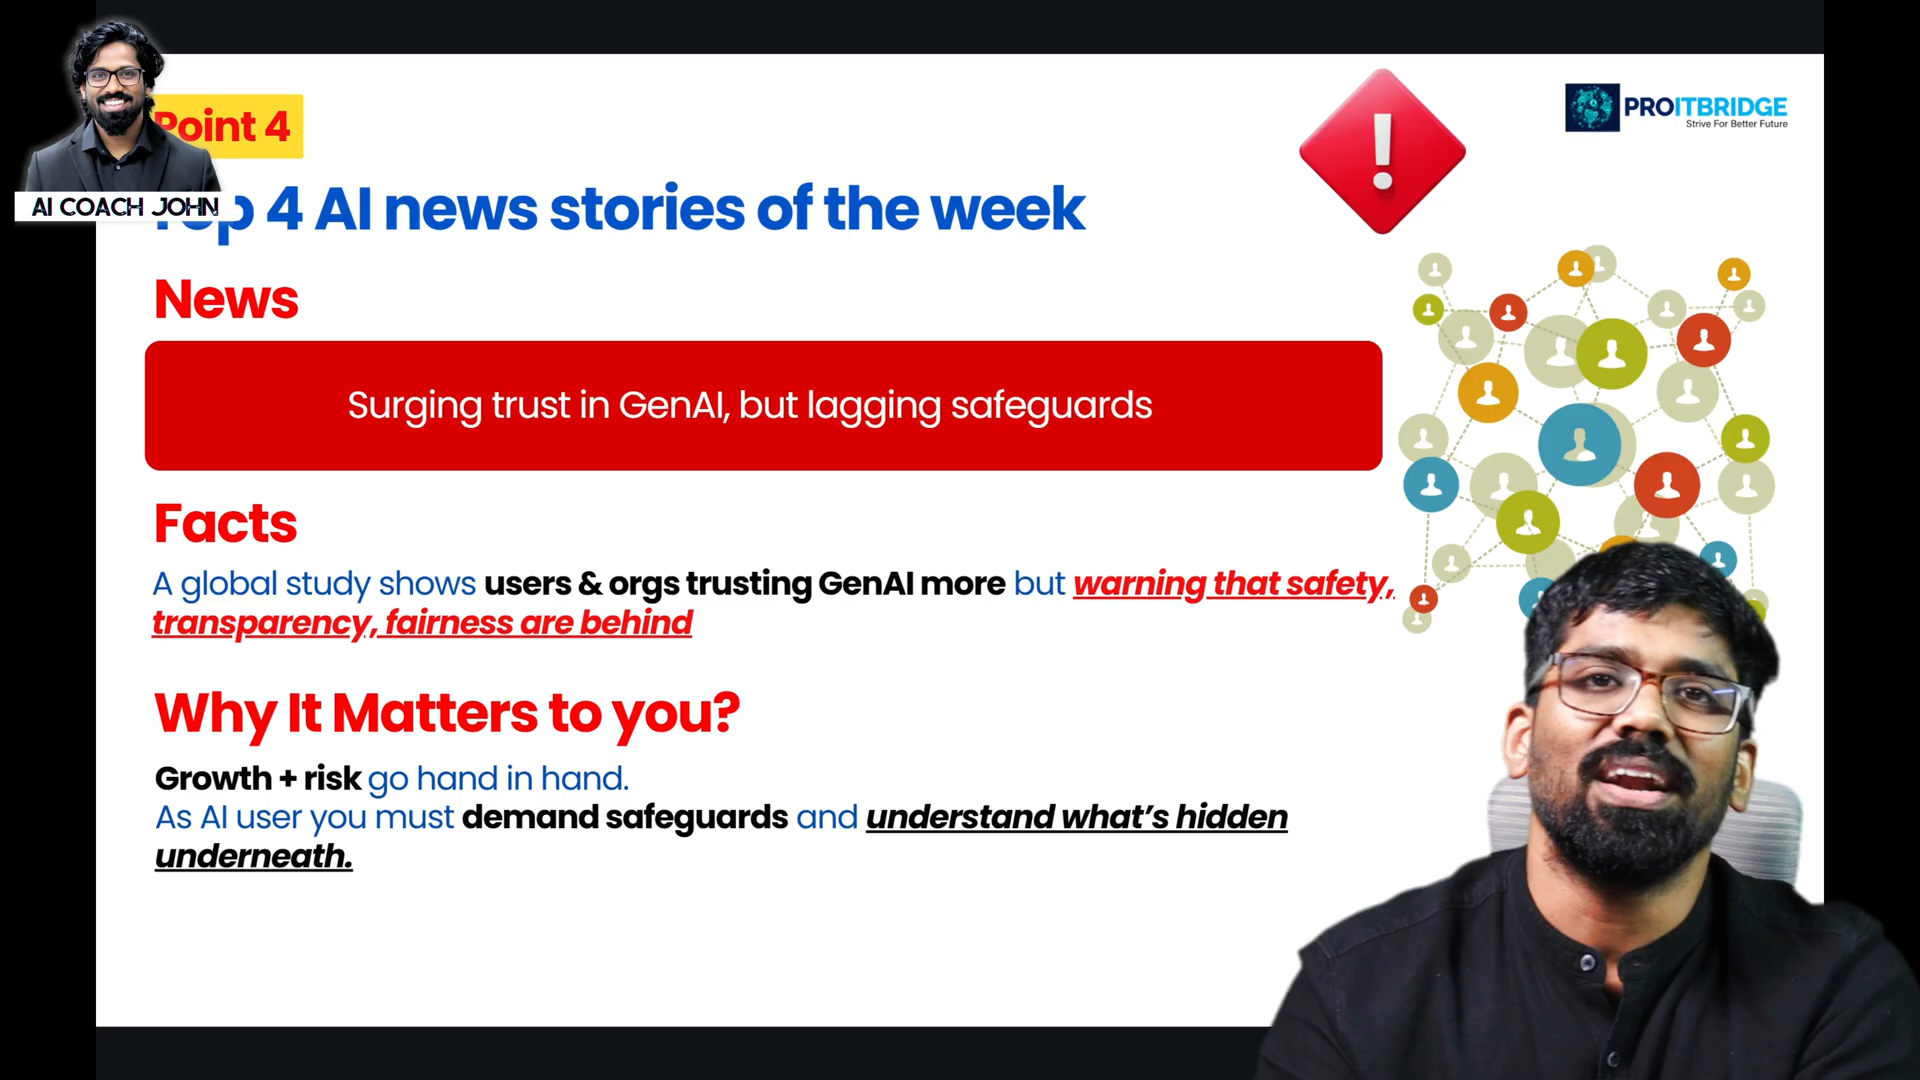 Point 4
PROITBRIDGE
Strive For Better Future
AI COACH JOHN
Top 4 AI news stories of the week
News
Surging trust in GenAI, but lagging safeguards
Facts
A global study shows users & orgs trusting GenAI more but warning that safety,
transparency, fairness are behind
Why It Matters to you?
Growth + risk go hand in hand.
As AI user you must demand safeguards and understand what's hidden
underneath.